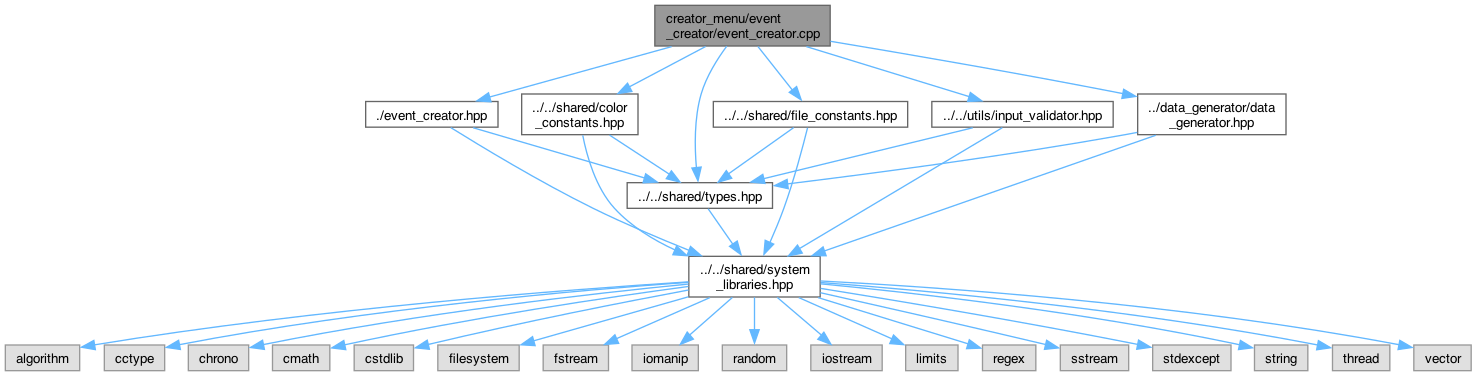 creator_menu/event
_creator/event_creator.cpp
./event_creator.hpp
../../shared/color
_constants.hpp
../../shared/file_constants.hpp
../../utils/input_validator.hpp
../data_generator/data
_generator.hpp
../../shared/types.hpp
../../shared/system
_libraries.hpp
algorithm
cctype
chrono
cmath
cstdlib
filesystem
fstream
iomanip
random
iostream
limits
regex
sstream
stdexcept
string
thread
vector